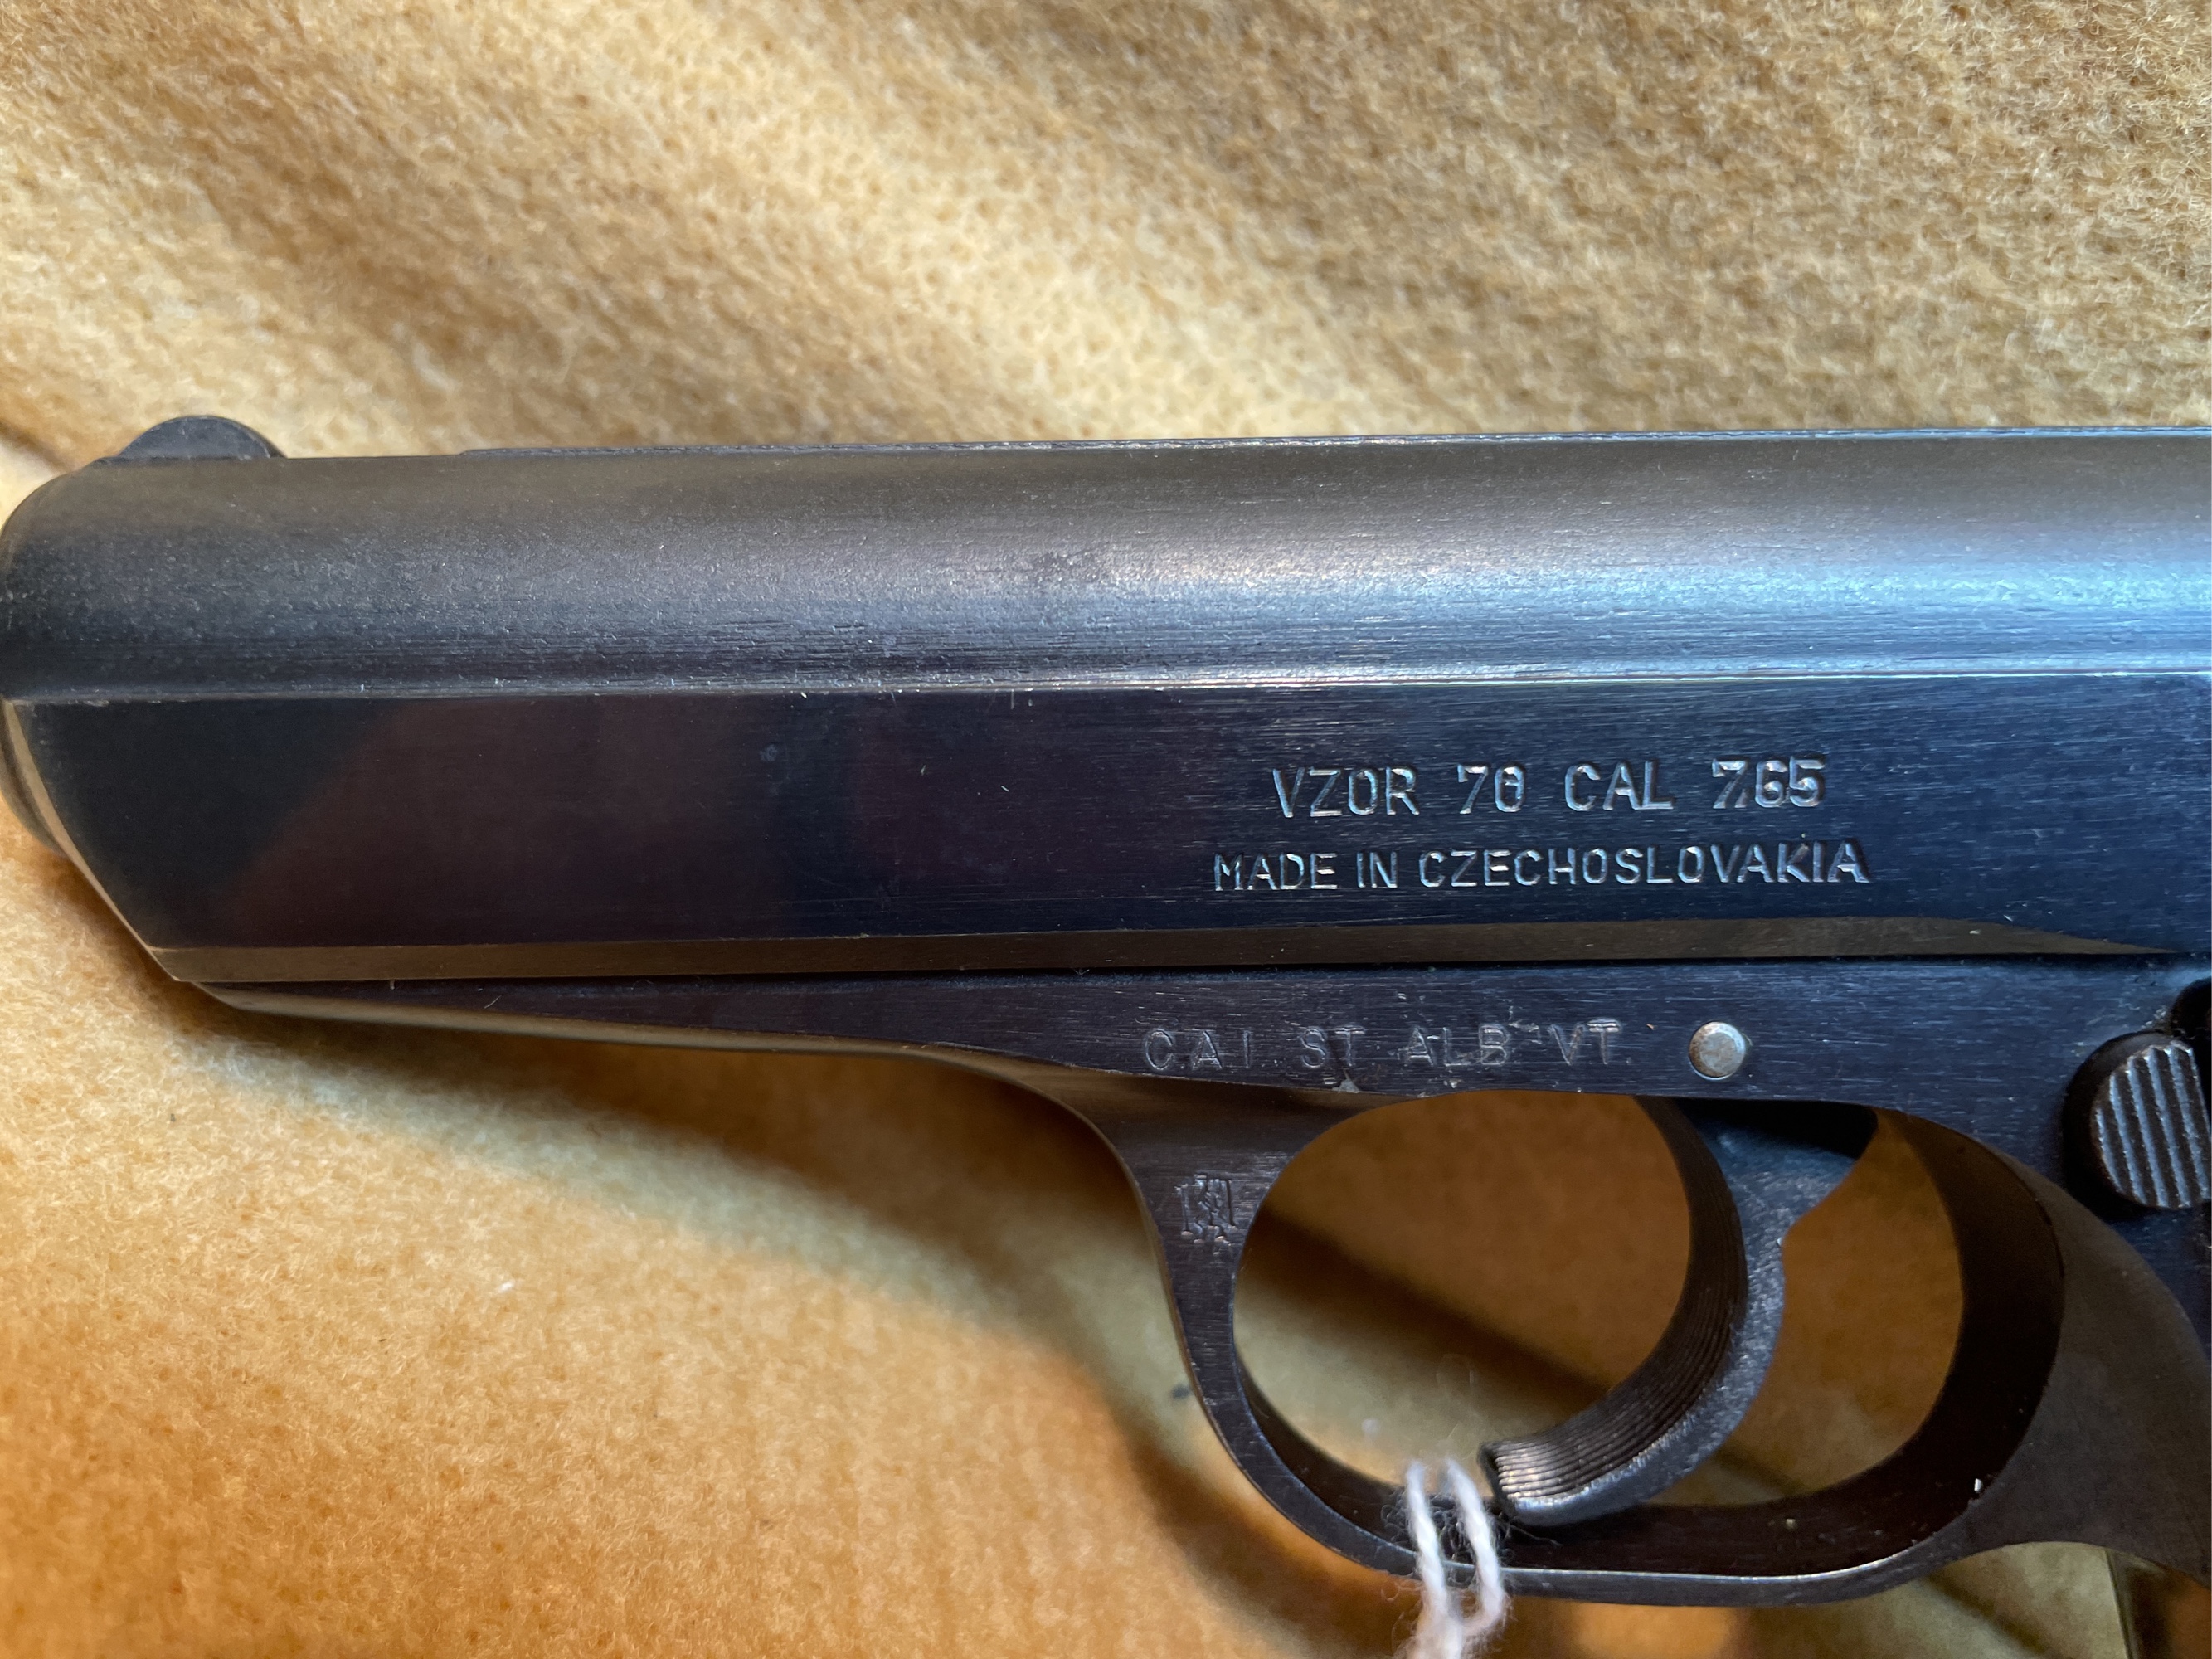 VZOR 70 CAL 7.65
MADE IN CZECHOSLOVAKIA
C.A.I. ST ALB VT.